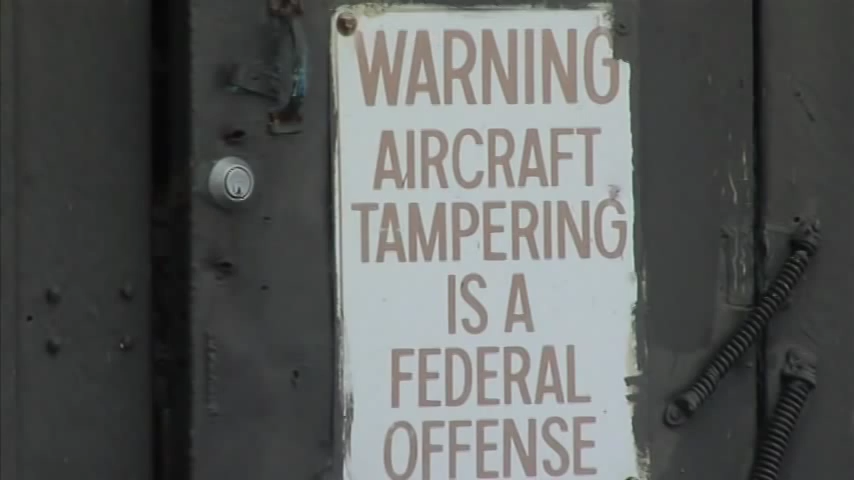 WARNING
AIRCRAFT
TAMPERING
IS A
FEDERAL
OFFENSE